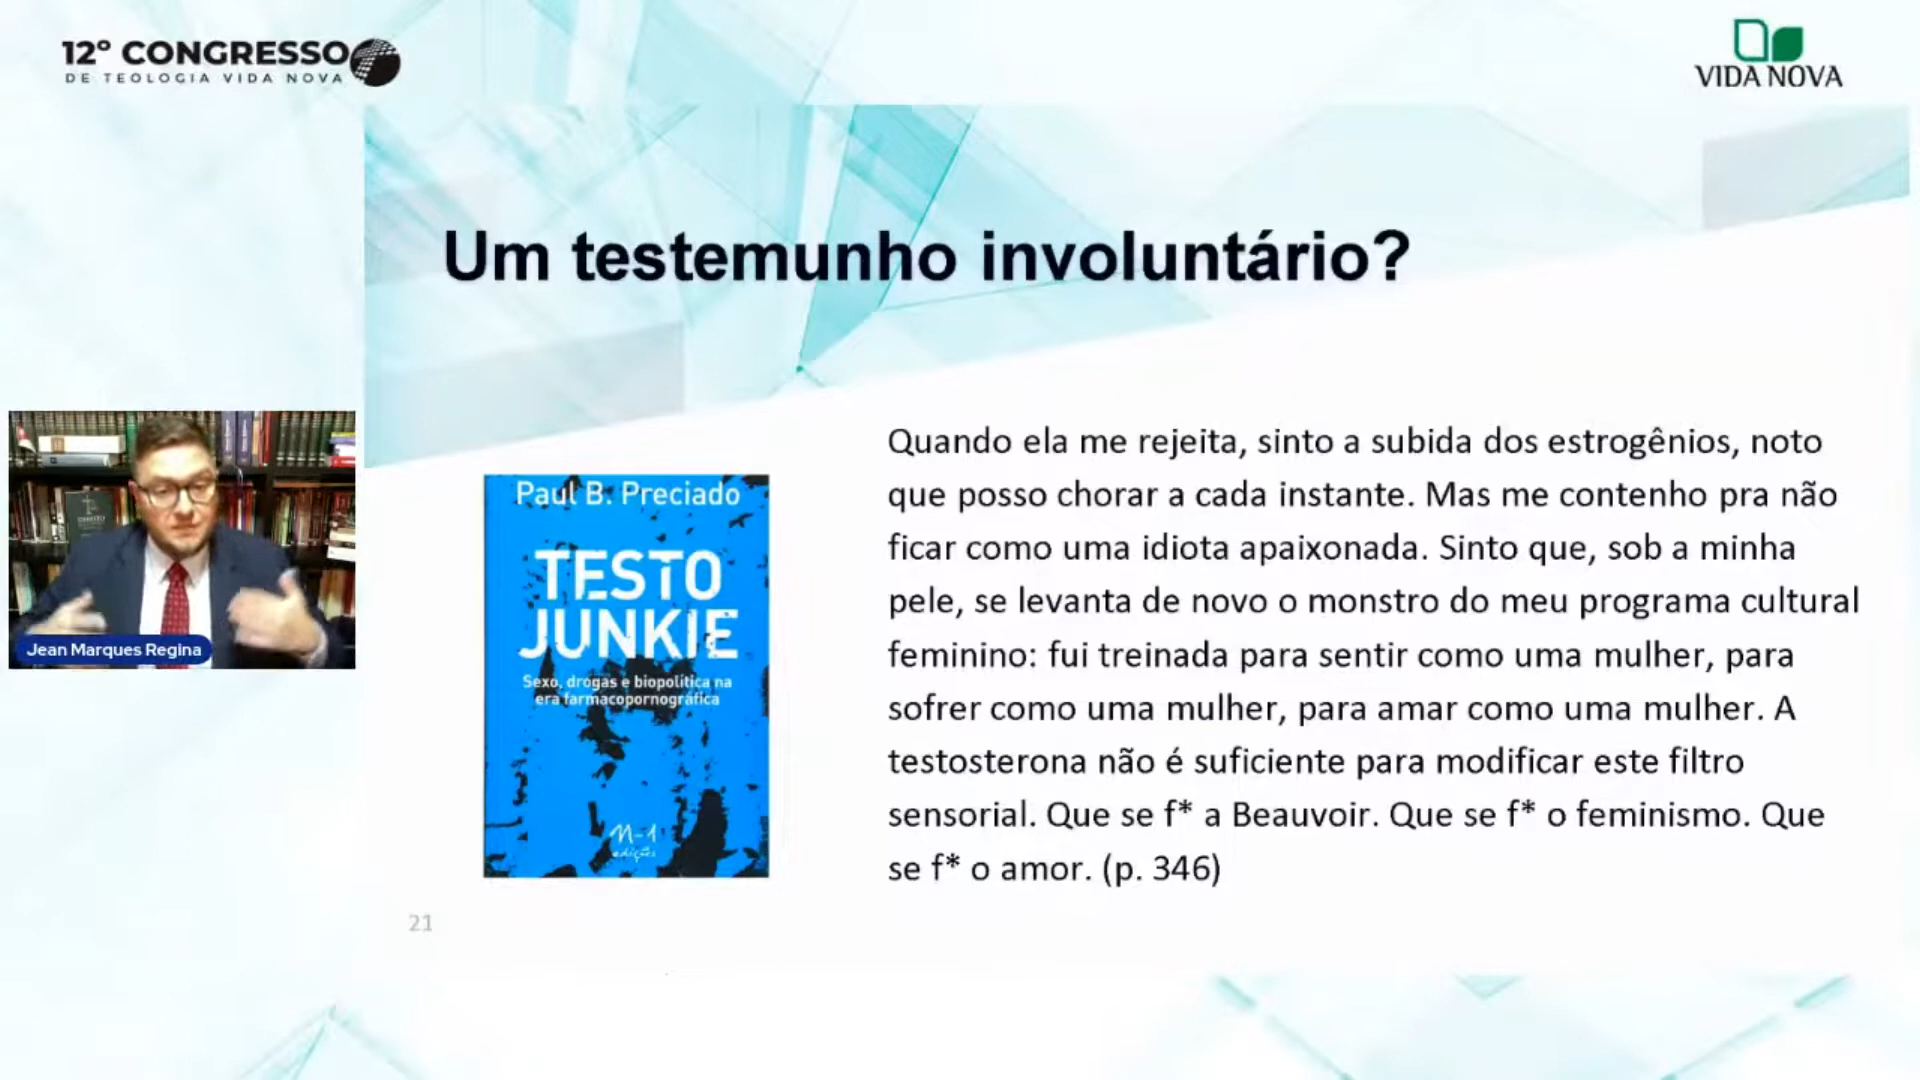 12º CONGRESSO
DE TEOLOGIA VIDA NOVA
VIDA NOVA
Um testemunho involuntário?
Jean Marques Regina
Paul B. Preciado
TESTO
JUNKIE
Sexo, drogas e biopolítica na
era farmacopornográfica
n-1
edições
Quando ela me rejeita, sinto a subida dos estrogênios, noto
que posso chorar a cada instante. Mas me contenho pra não
ficar como uma idiota apaixonada. Sinto que, sob a minha
pele, se levanta de novo o monstro do meu programa cultural
feminino: fui treinada para sentir como uma mulher, para
sofrer como uma mulher, para amar como uma mulher. A
testosterona não é suficiente para modificar este filtro
sensorial. Que se f* a Beauvoir. Que se f* o feminismo. Que
se f* o amor. (p. 346)
21